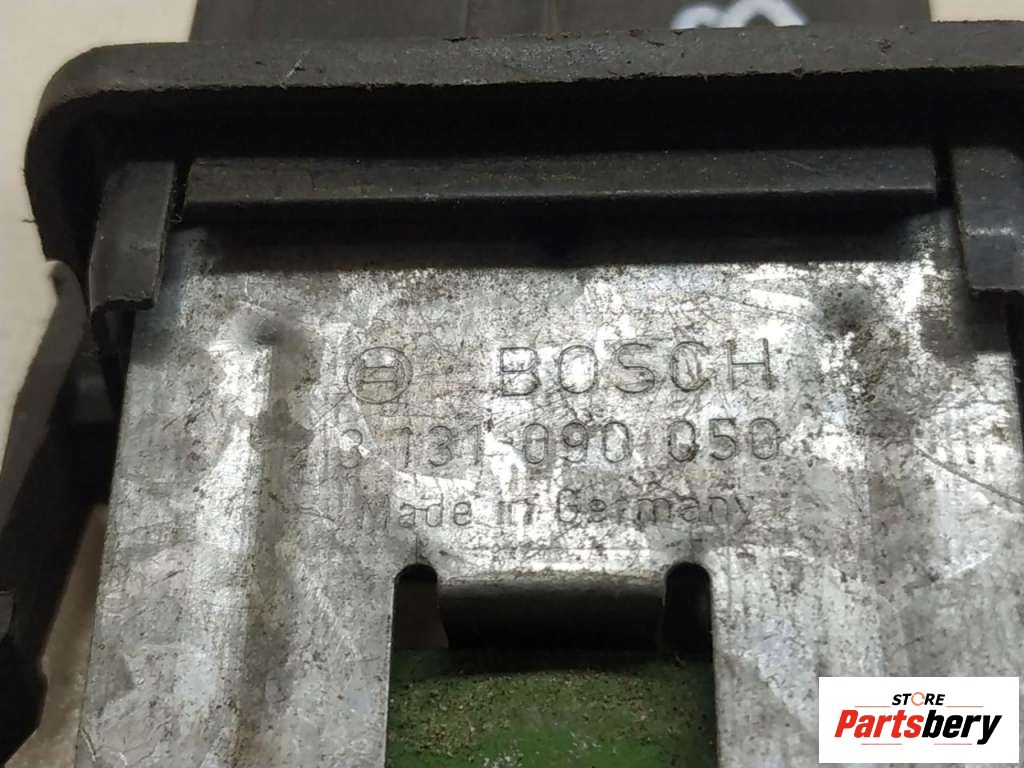 BOSCH
3 131 090 050
Made in Germany
STORE
Partsbery